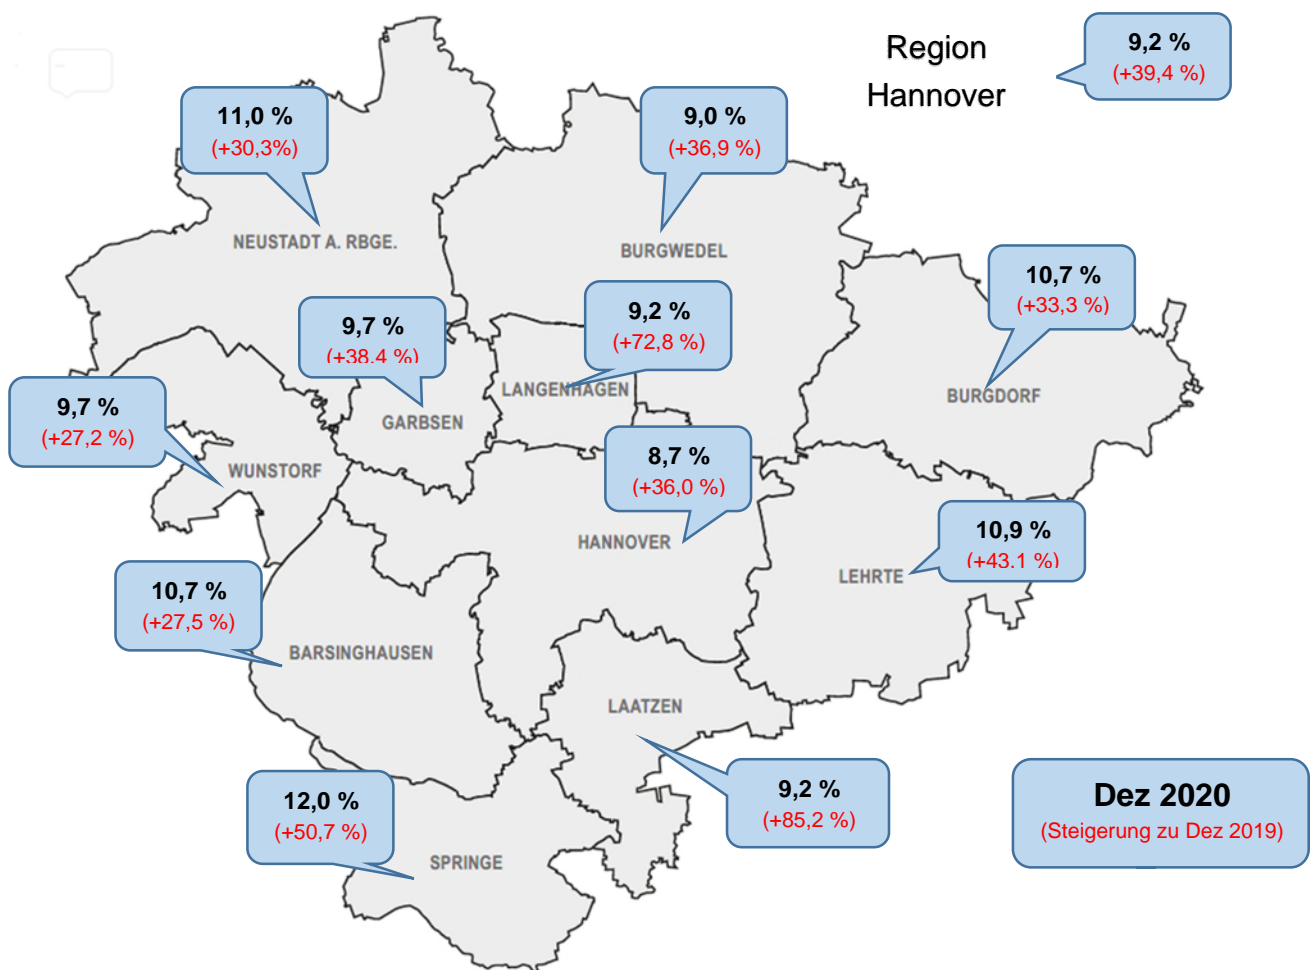 Region
Hannover
9,2 %
(+39,4 %)
11,0 %
(+30,3%)
NEUSTADT A. RBGE.
9,0 %
(+36,9 %)
BURGWEDEL
10,7 %
(+33,3 %)
BURGDORF
9,7 %
(+38,4 %)
GARBSEN
9,2 %
(+72,8 %)
LANGENHAGEN
9,7 %
(+27,2 %)
WUNSTORF
8,7 %
(+36,0 %)
HANNOVER
10,9 %
(+43,1 %)
LEHRTE
10,7 %
(+27,5 %)
BARSINGHAUSEN
LAATZEN
9,2 %
(+85,2 %)
12,0 %
(+50,7 %)
SPRINGE
Dez 2020
(Steigerung zu Dez 2019)